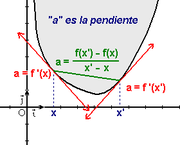 "a" es la pendiente
a = f(x') - f(x) / x' - x
a = f '(x)
a = f '(x')
j
O
i
x
x'